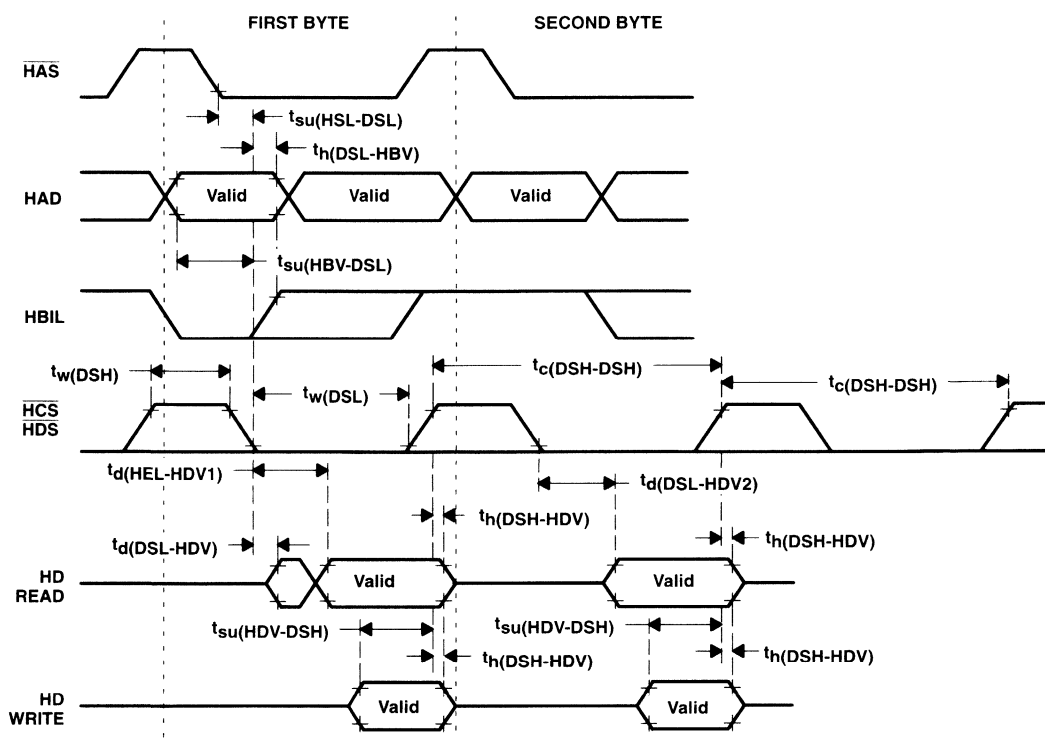 FIRST BYTE SECOND BYTE
HAS
tsu(HSL-DSL)
th(DSL-HBV)
HAD Valid Valid Valid
tsu(HBV-DSL)
HBIL
tw(DSH) tc(DSH-DSH)
tw(DSL) tc(DSH-DSH)
HCS
HDS
td(HEL-HDV1) td(DSL-HDV2)
th(DSH-HDV)
td(DSL-HDV) th(DSH-HDV)
HD
READ Valid Valid
tsu(HDV-DSH) tsu(HDV-DSH)
th(DSH-HDV) th(DSH-HDV)
HD
WRITE Valid Valid